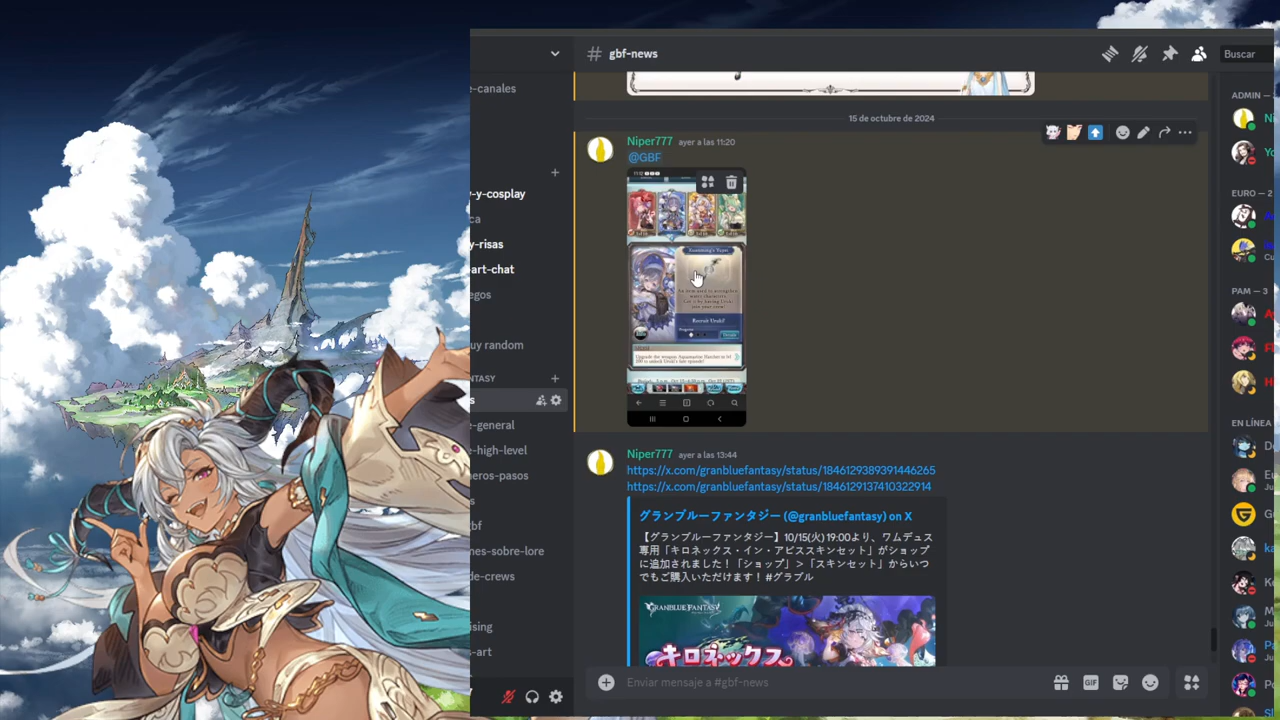 gbf-news
Buscar
e-canales
15 de octubre de 2024
ADMIN —
Niper777 ayer a las 11:20
@GBF
y-y-cosplay
ca
EURO — 2
y-risas
art-chat
egos
PAM — 3
Recruit Uruki!
uy random
NTASY
EN LÍNEA
e-general
e-high-level
Niper777 ayer a las 13:44
https://x.com/granbluefantasy/status/1846129389391446265
neros-pasos
https://x.com/granbluefantasy/status/1846129137410322914
グランブルーファンタジー (@granbluefantasy) on X
bf
【グランブルーファンタジー】10/15(火) 19:00より、ワムデュス
専用「キロネックス・イン・アビススキンセット」がショップ
nes-sobre-lore
に追加されました！「ショップ」＞「スキンセット」からいつ
de-crews
でもご購入いただけます！ #グラブル
GRANBLUE FANTASY
ising
キロネックス
s-art
Enviar mensaje a #gbf-news
GIF